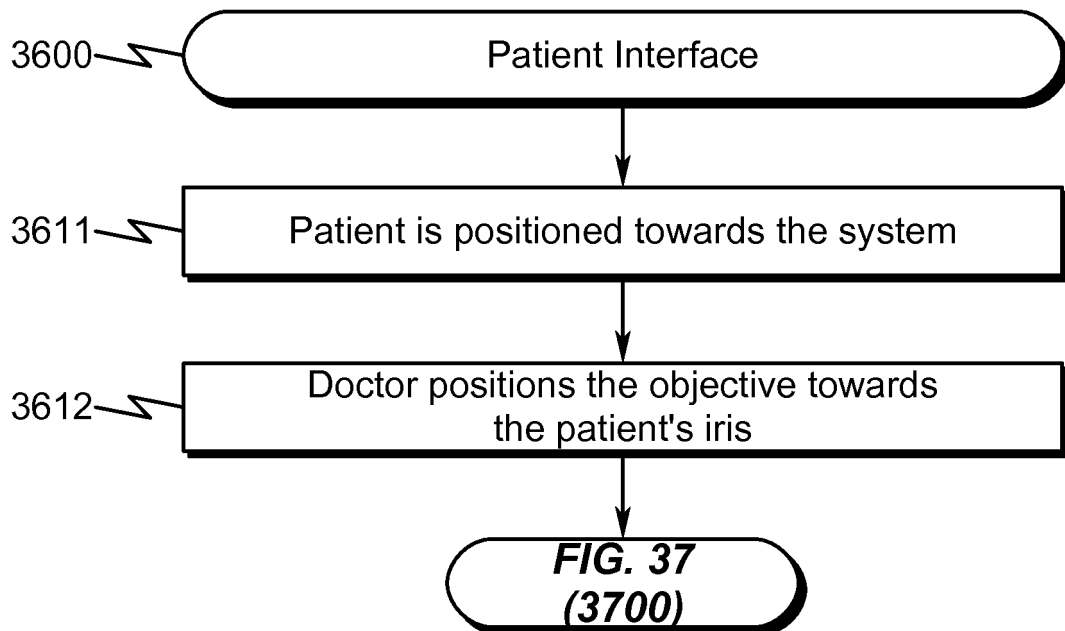 3600
Patient Interface
3611
Patient is positioned towards the system
3612
Doctor positions the objective towards
the patient's iris
FIG. 37
(3700)